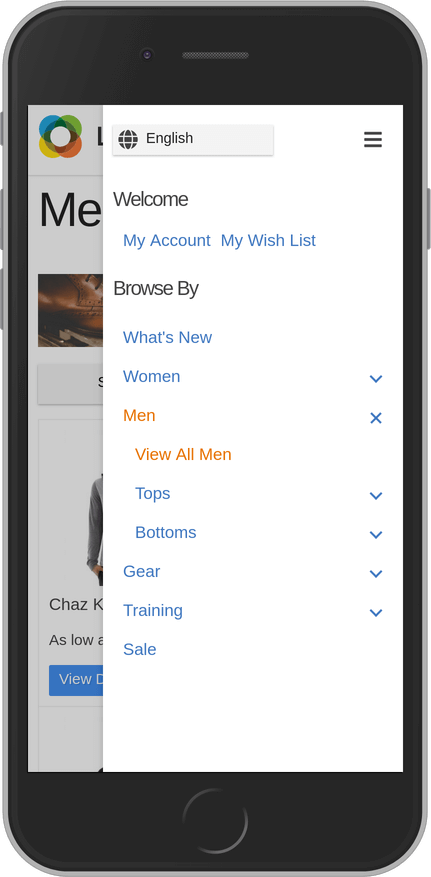 English
Welcome
My Account My Wish List
Browse By
What's New
Women
Men
View All Men
Tops
Bottoms
Gear
Training
Sale
L
Me
S
Chaz K
As low a
View D